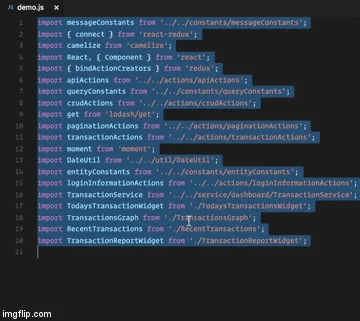 demo.js
1 import messageConstants from '../../constants/messageConstants';
2 import { connect } from 'react-redux';
3 import camelize from 'camelize';
4 import React, { Component } from 'react';
5 import { bindActionCreators } from 'redux';
6 import apiActions from '../../actions/apiActions';
7 import queryConstants from '../../constants/queryConstants';
8 import crudActions from '../../actions/crudActions';
9 import get from 'lodash/get';
10 import paginationActions from '../../actions/paginationActions';
11 import transactionActions from '../../actions/transactionActions';
12 import moment from 'moment';
13 import DateUtil from '../../util/DateUtil';
14 import entityConstants from '../../constants/entityConstants';
15 import loginInformationActions from '../../actions/loginInformationActions';
16 import TransactionService from '../../service/dashboard/TransactionService';
17 import TodaysTransactionWidget from './TodaysTransactionsWidget';
18 import TransactionsGraph from './TransactionsGraph';
19 import RecentTransactions from './RecentTransactions';
20 import TransactionReportWidget from './TransactionReportWidget';
21
imgflip.com